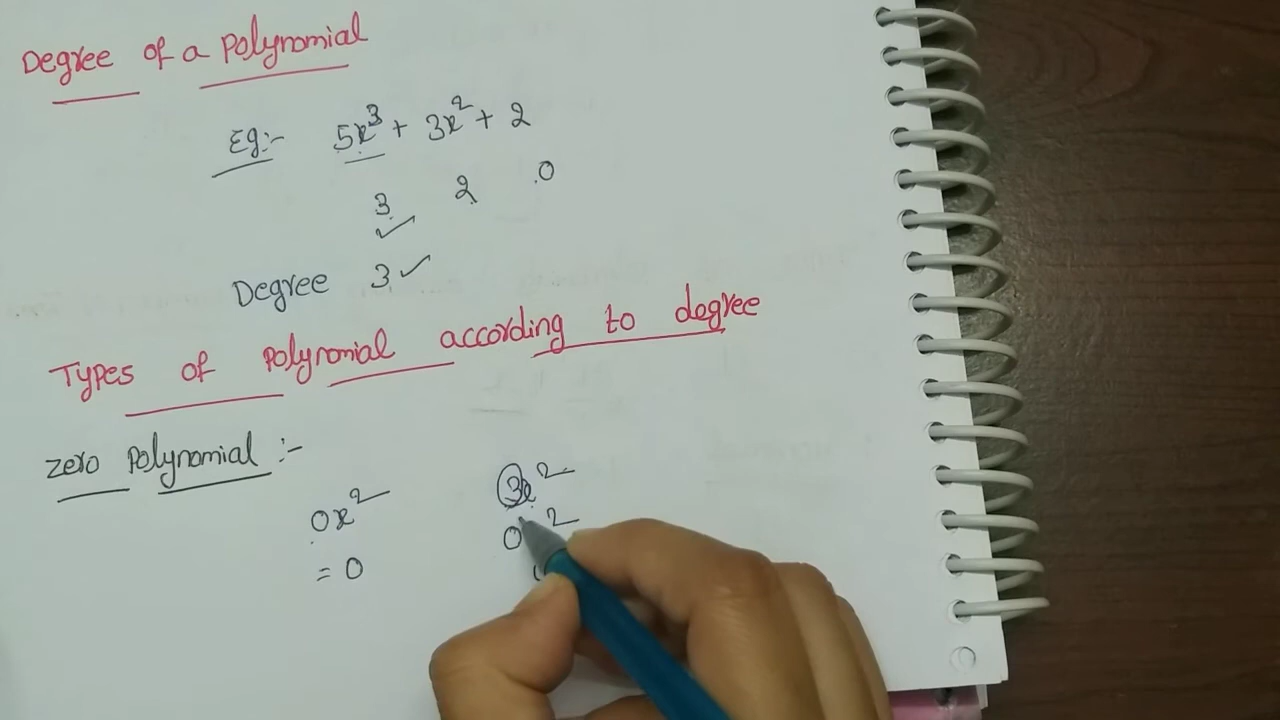 Degree of a Polynomial
Eg:- 5x³ + 3x² + 2
3 2 0
Degree 3 ✓
Types of Polynomial according to degree
Zero Polynomial :-
0x² 3x²
0 2
= 0